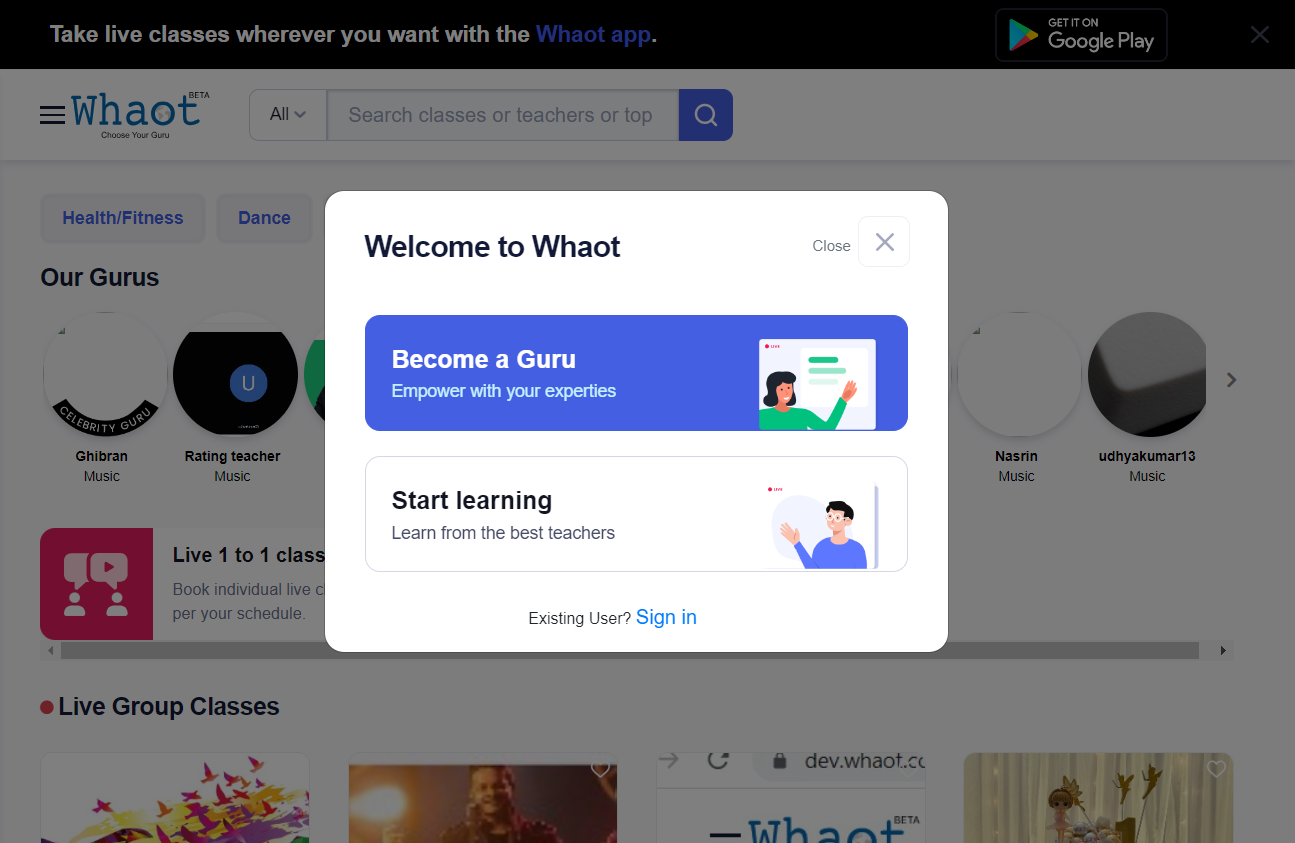 Take live classes wherever you want with the Whaot app.
GET IT ON
Google Play
Whaot
BETA
Choose Your Guru
All
Search classes or teachers or top
Health/Fitness
Dance
Our Gurus
Welcome to Whaot
Close
Become a Guru
Empower with your experties
LIVE
Start learning
Learn from the best teachers
LIVE
Existing User? Sign in
U
CELEBRITY GURU
Ghibran
Music
Rating teacher
Music
Nasrin
Music
udhyakumar13
Music
Live 1 to 1 class
Book individual live c
per your schedule.
Live Group Classes
dev.whaot.co
Whaot
BETA